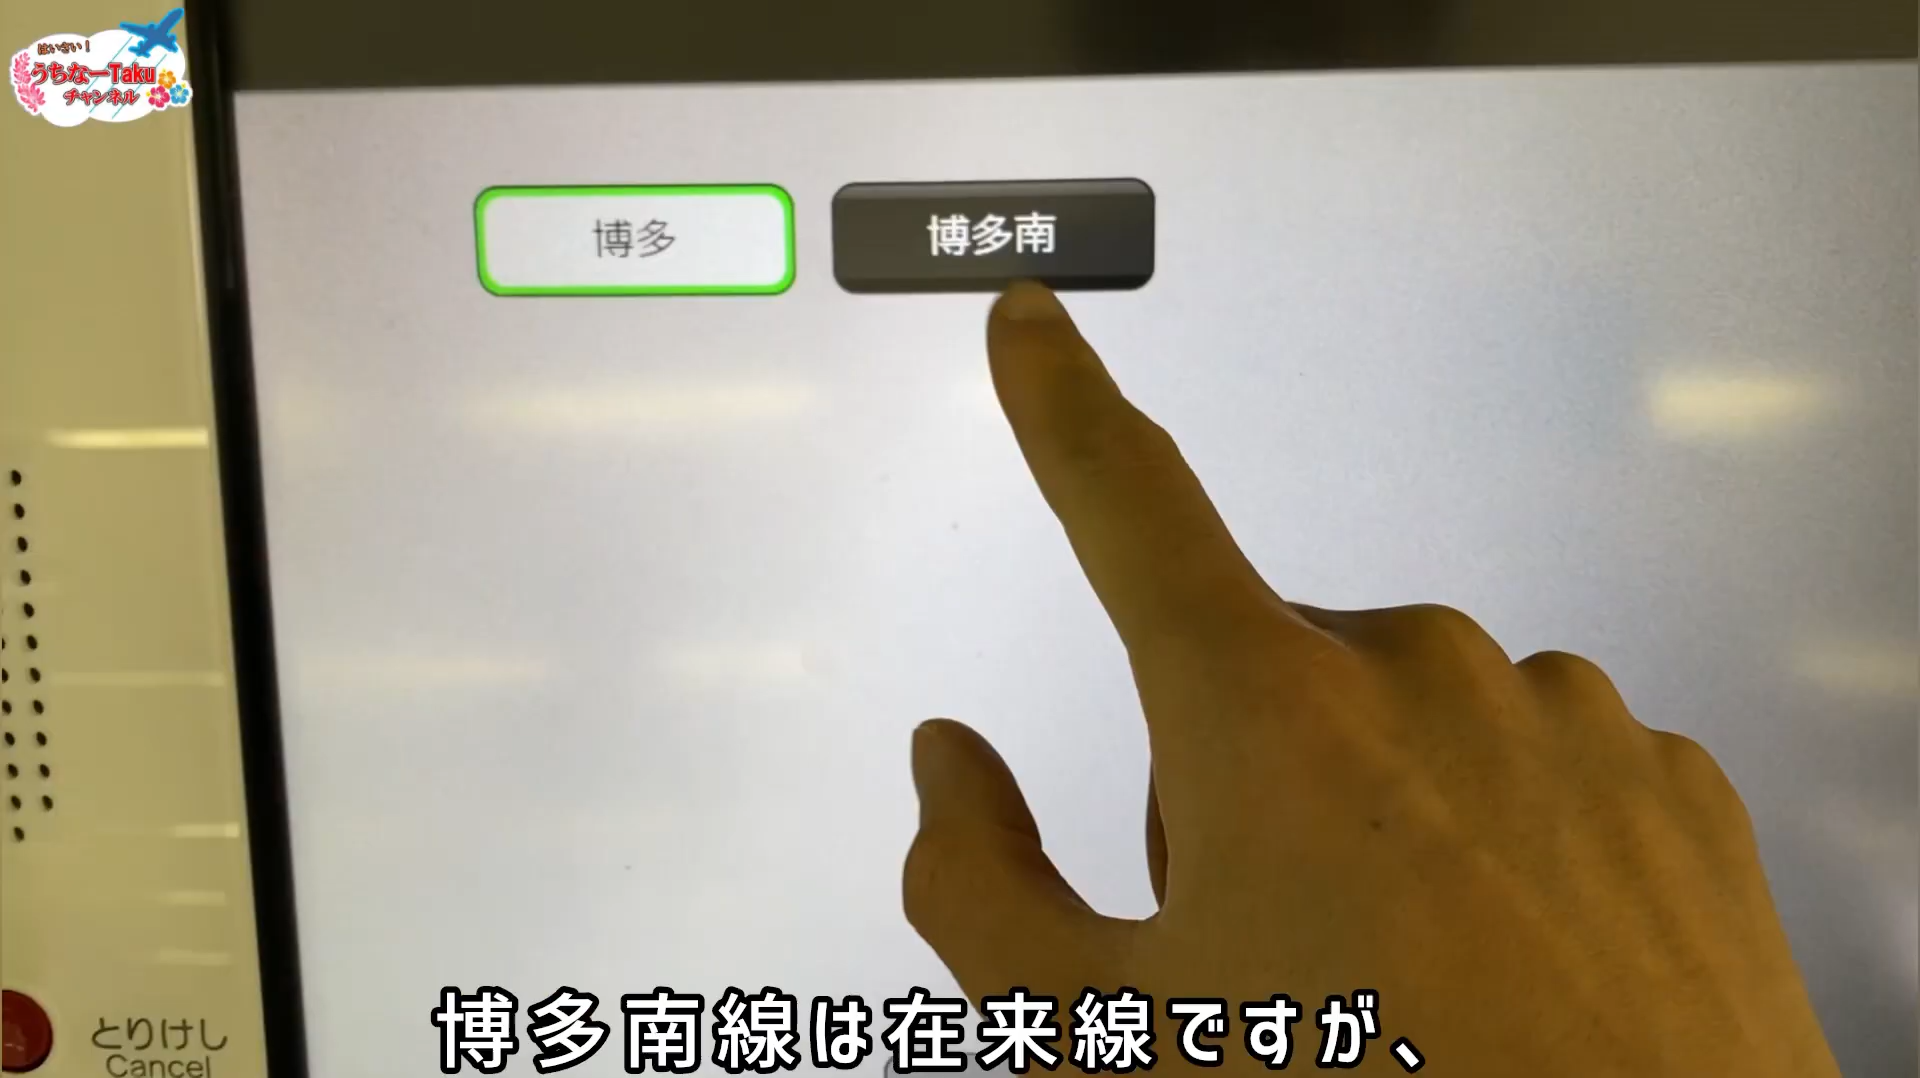 はいさい！
うちなーTaku
チャンネル
博多
博多南
とりけし
Cancel
博多南線は在来線ですが、